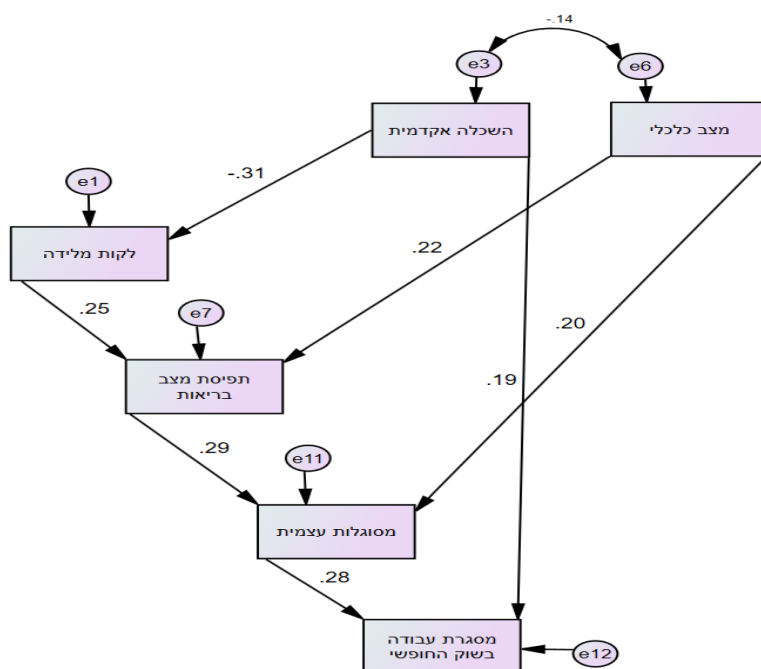 -.14
e3
e6
השכלה אקדמית
מצב כלכלי
-.31
e1
לקות מלידה
.22
.25
e7
.20
תפיסת מצב
בריאות
.19
.29
e11
מסוגלות עצמית
.28
מסגרת עבודה
בשוק החופשי
e12